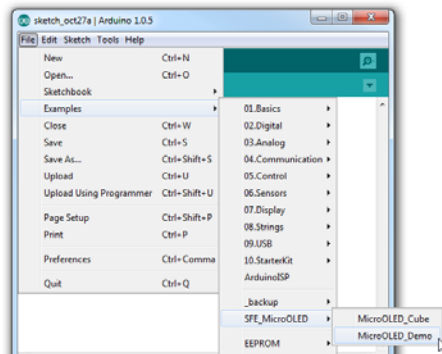 sketch_oct27a | Arduino 1.0.5
File Edit Sketch Tools Help
New Ctrl+N
Open... Ctrl+O
Sketchbook
Examples
Close Ctrl+W
Save Ctrl+S
Save As... Ctrl+Shift+S
Upload Ctrl+U
Upload Using Programmer Ctrl+Shift+U
Page Setup Ctrl+Shift+P
Print Ctrl+P
Preferences Ctrl+Comma
Quit Ctrl+Q
01.Basics
02.Digital
03.Analog
04.Communication
05.Control
06.Sensors
07.Display
08.Strings
09.USB
10.StarterKit
ArduinoISP
_backup
SFE_MicroOLED
EEPROM
MicroOLED_Cube
MicroOLED_Demo